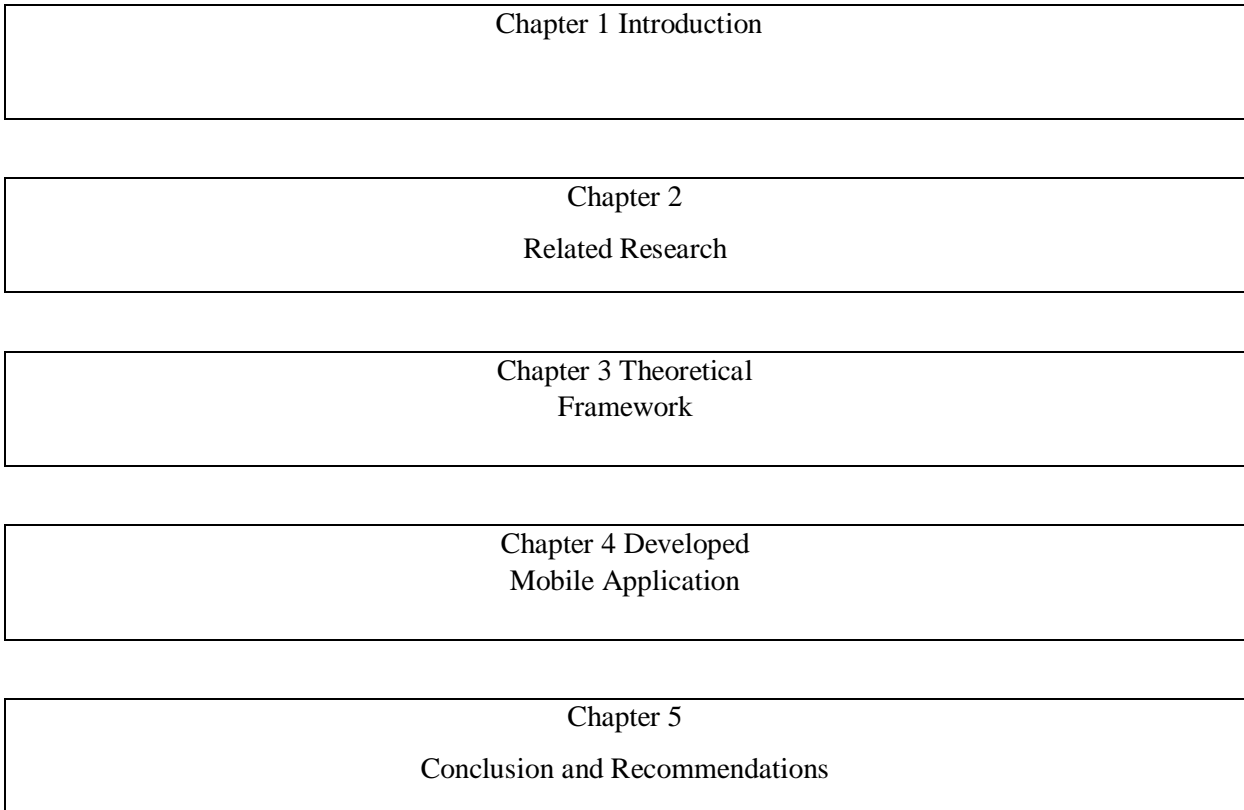 Chapter 1 Introduction
Chapter 2
Related Research
Chapter 3 Theoretical
Framework
Chapter 4 Developed
Mobile Application
Chapter 5
Conclusion and Recommendations